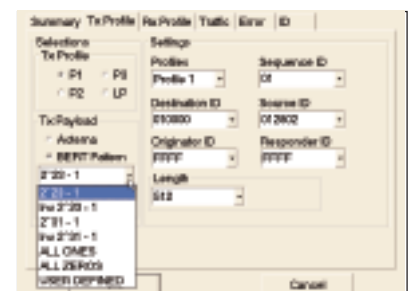 Summary Tx Profile Rx Profile Traffic Error ID
Selections
Tx Profile
P1 P3
P2 LP
Tx Payload
BERT Pattern
2^23 - 1
2^23 - 1
Inv 2^23 - 1
2^31 - 1
Inv 2^31 - 1
ALL ONES
ALL ZEROS
USER DEFINED
Settings
Profiles
Profile 1
Sequence ID
01
Destination ID
010000
Source ID
012802
Originator ID
FFFF
Responder ID
FFFF
Length
512
Cancel